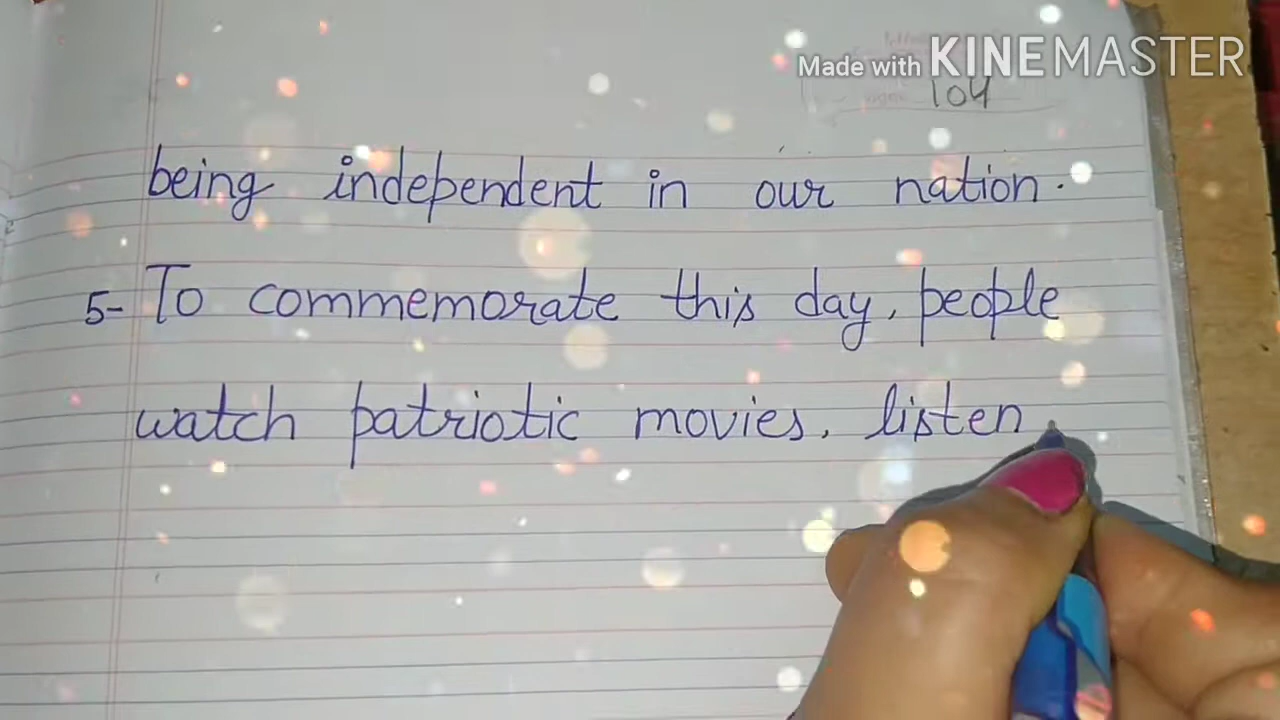 Made with KINEMASTER
104
being independent in our nation.
5- To commemorate this day, people
watch patriotic movies, listen